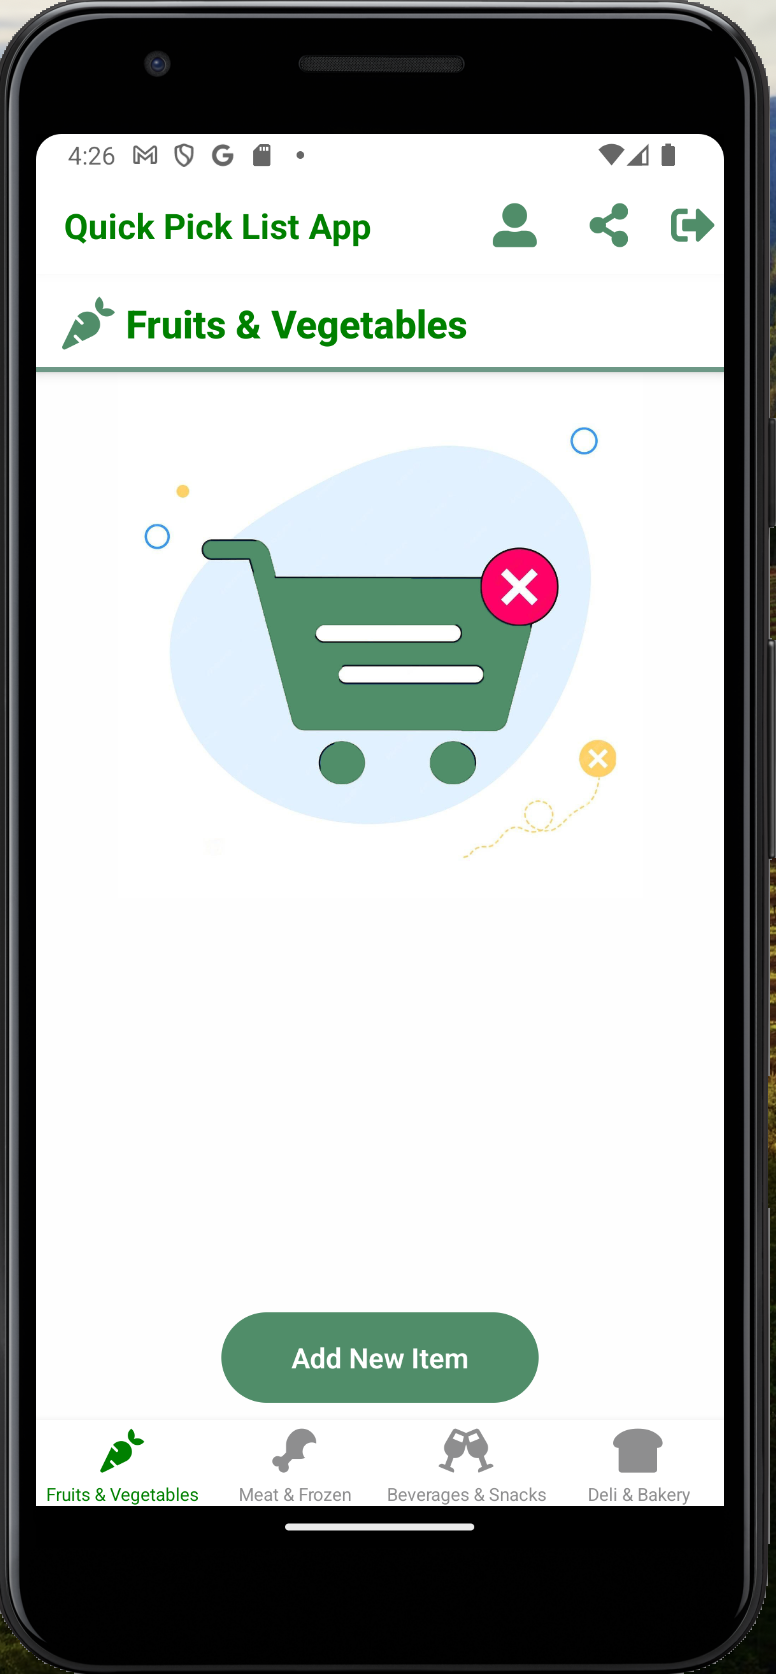 4:26
Quick Pick List App
Fruits & Vegetables
Add New Item
Fruits & Vegetables Meat & Frozen Beverages & Snacks Deli & Bakery